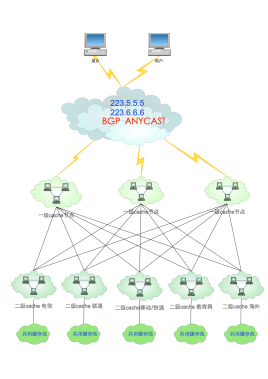 用户
用户
223.5.5.5
223.6.6.6
BGP ANYCAST
一级cache节点
一级cache节点
一级cache节点
二级cache 电信
二级cache 联通
二级cache移动/铁通
二级cache 教育网
二级cache 海外
共用缓存池
共用缓存池
共用缓存池
共用缓存池
共用缓存池